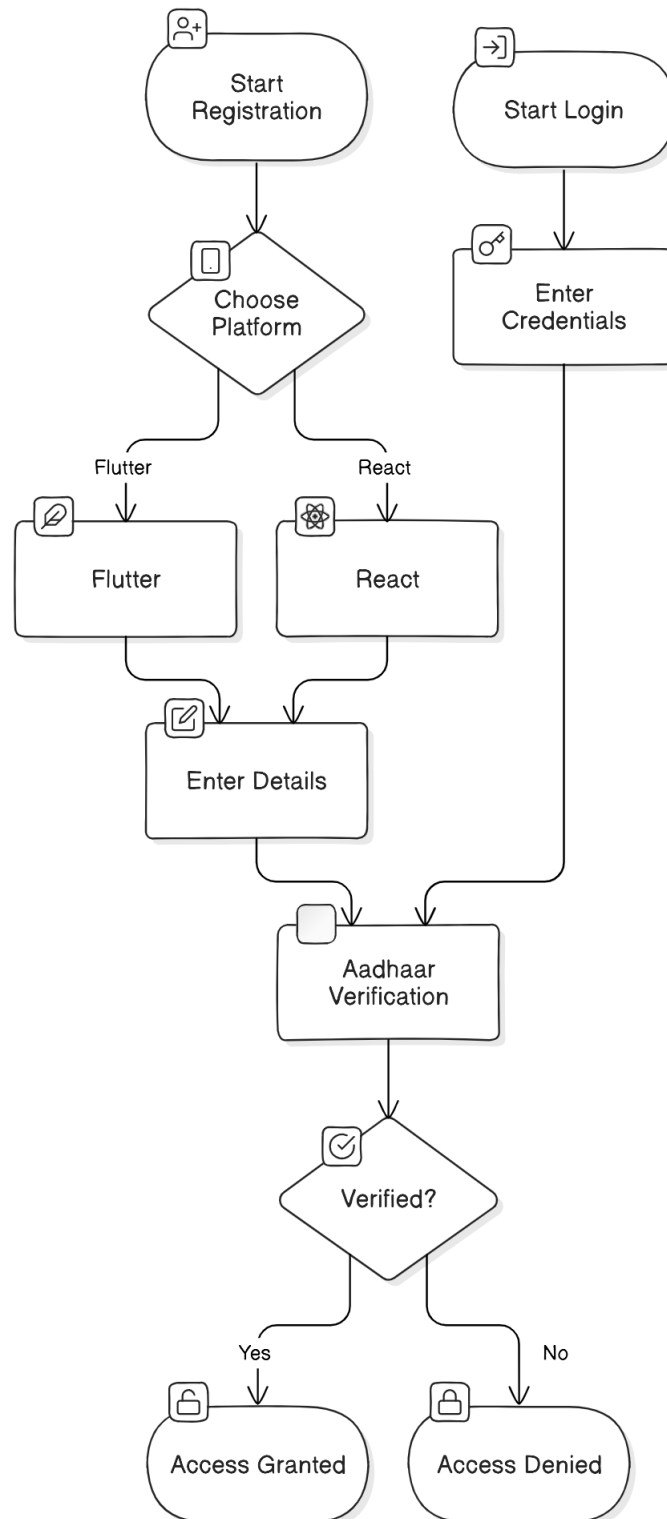 Start
Registration
Start Login
Choose
Platform
Enter
Credentials
Flutter
React
Flutter
React
Enter Details
Aadhaar
Verification
Verified?
Yes
No
Access Granted
Access Denied